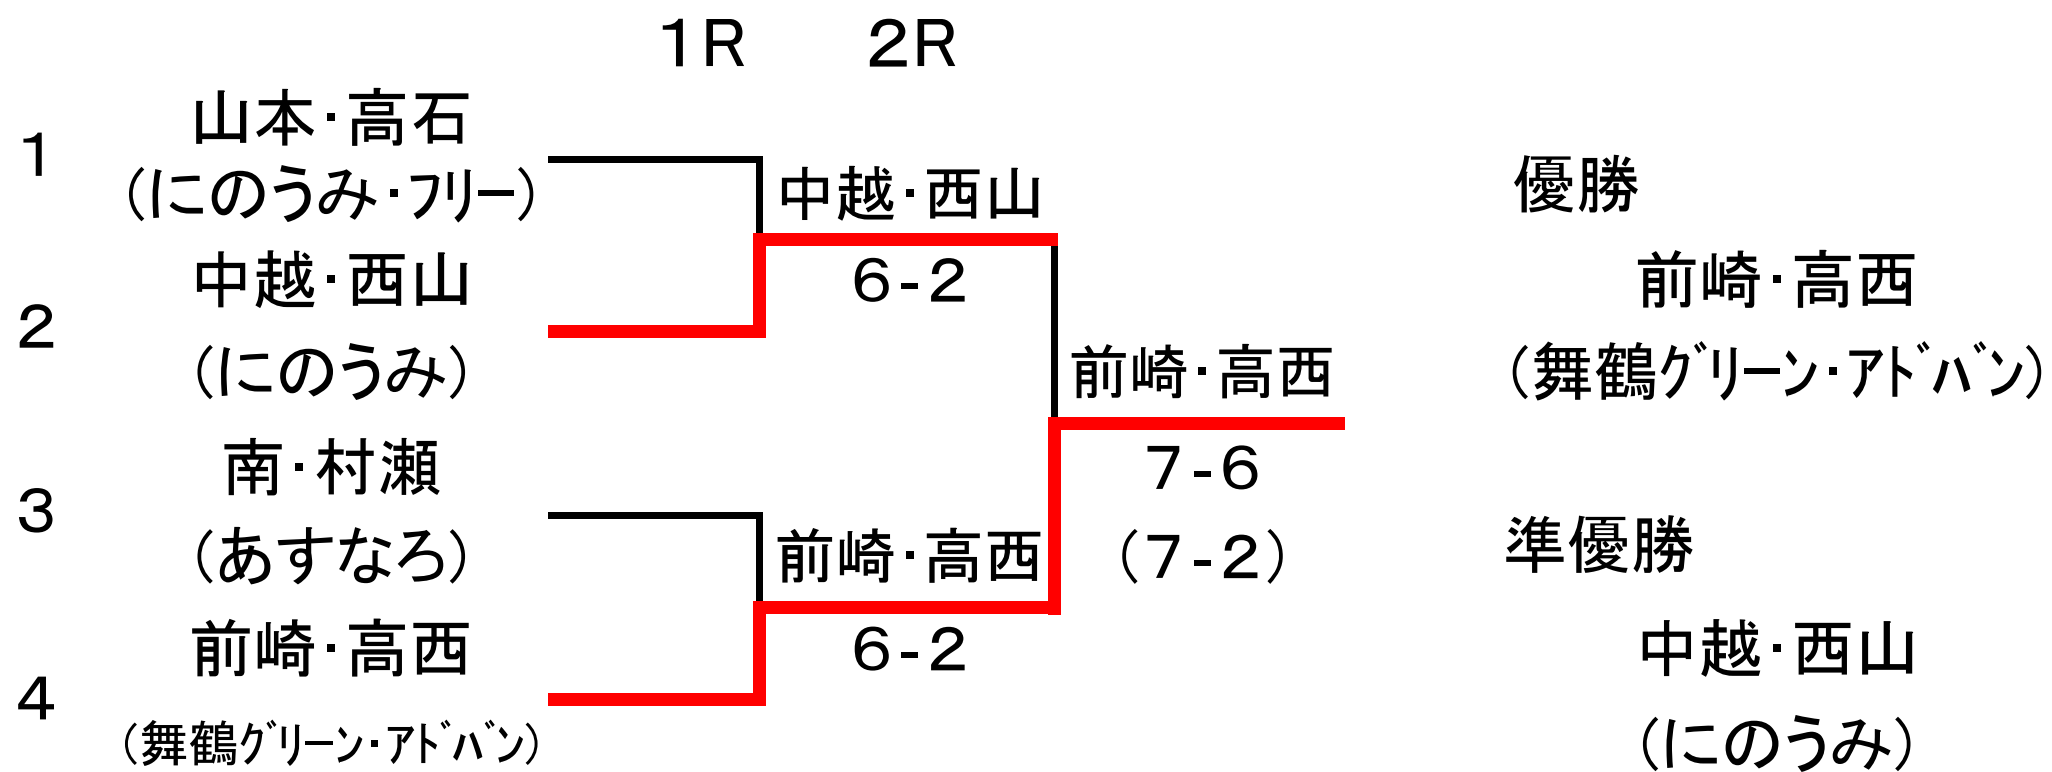 １Ｒ　２Ｒ
1
山本・高石
（にのうみ・ﾌﾘｰ）
2
中越・西山
（にのうみ）
3
南・村瀬
（あすなろ）
4
前崎・高西
（舞鶴ｸﾞﾘｰﾝ・ｱﾄﾞﾊﾞﾝ）
中越・西山
６-２
前崎・高西
６-２
前崎・高西
７-６
（７-２）
優勝
前崎・高西
（舞鶴ｸﾞﾘｰﾝ・ｱﾄﾞﾊﾞﾝ）
準優勝
中越・西山
（にのうみ）